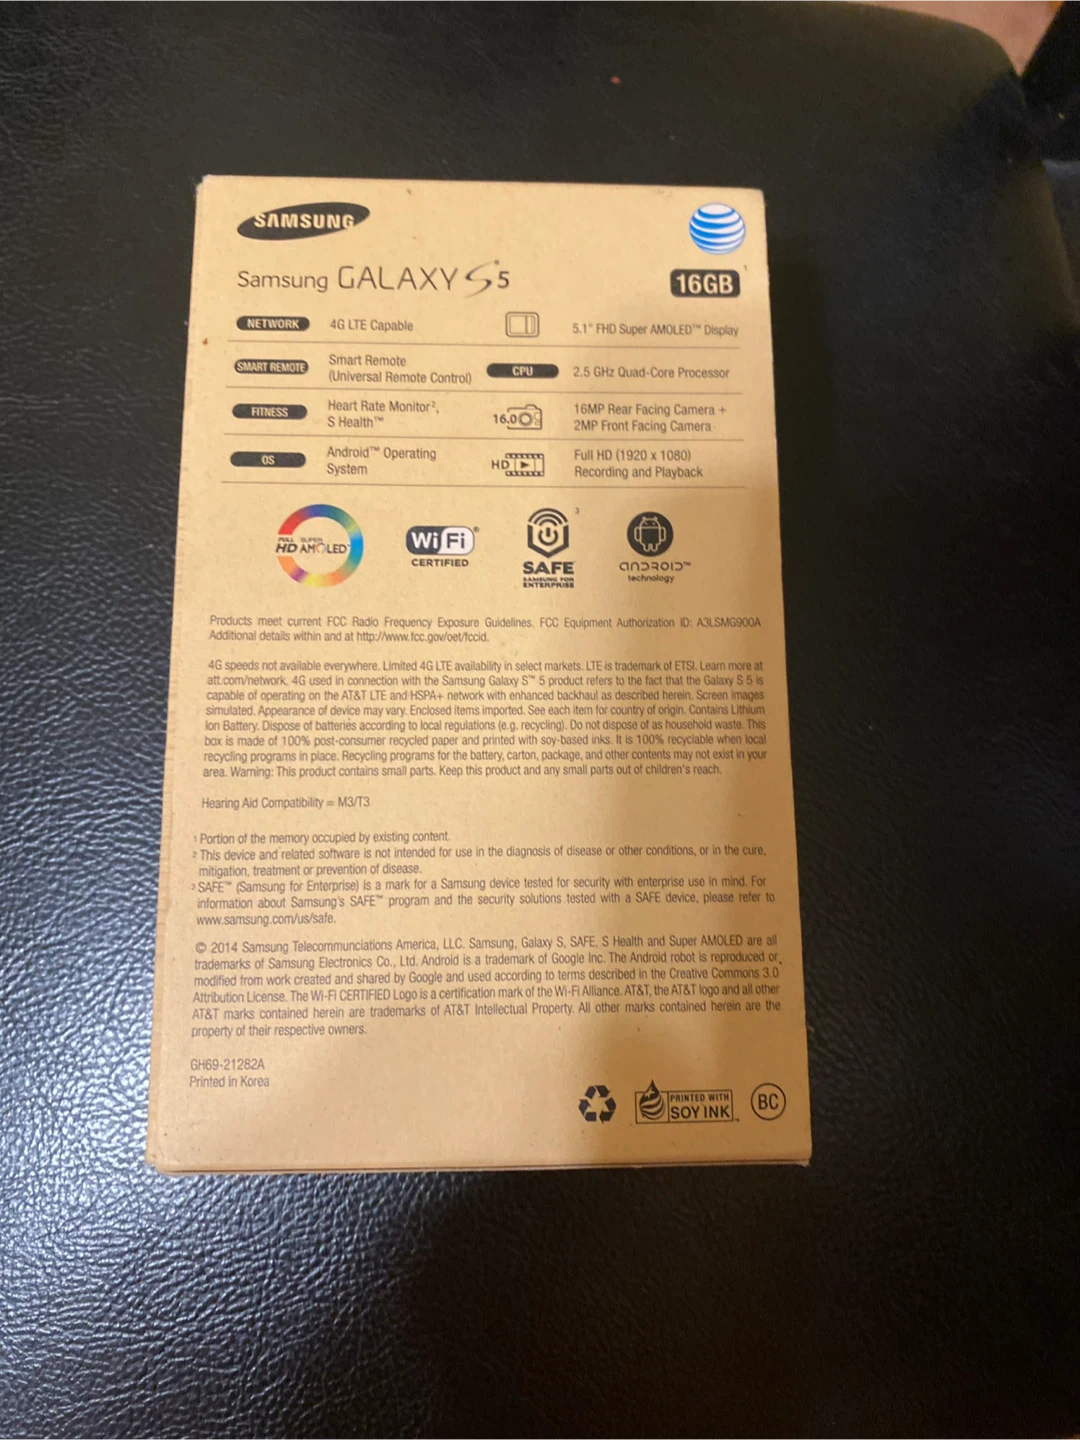 SAMSUNG
Samsung GALAXY S5
16GB 1
NETWORK 4G LTE Capable
5.1" FHD Super AMOLED™ Display
SMART REMOTE Smart Remote
(Universal Remote Control)
CPU 2.5 GHz Quad-Core Processor
FITNESS Heart Rate Monitor²,
S Health™
16.0 16MP Rear Facing Camera +
2MP Front Facing Camera
OS Android™ Operating
System
HD Full HD (1920 x 1080)
Recording and Playback
FULL SUPER
HD AMOLED™
WiFi®
CERTIFIED
3
SAFE™
SAMSUNG FOR
ENTERPRISE
ANDROID™
technology
Products meet current FCC Radio Frequency Exposure Guidelines. FCC Equipment Authorization ID: A3LSMG900A
Additional details within and at http://www.fcc.gov/oet/fccid.
4G speeds not available everywhere. Limited 4G LTE availability in select markets. LTE is trademark of ETSI. Learn more at
att.com/network. 4G used in connection with the Samsung Galaxy S™ 5 product refers to the fact that the Galaxy S 5 is
capable of operating on the AT&T LTE and HSPA+ network with enhanced backhaul as described herein. Screen images
simulated. Appearance of device may vary. Enclosed items imported. See each item for country of origin. Contains Lithium
Ion Battery. Dispose of batteries according to local regulations (e.g. recycling). Do not dispose of as household waste. This
box is made of 100% post-consumer recycled paper and printed with soy-based inks. It is 100% recyclable when local
recycling programs in place. Recycling programs for the battery, carton, package, and other contents may not exist in your
area. Warning: This product contains small parts. Keep this product and any small parts out of children's reach.
Hearing Aid Compatibility = M3/T3
¹ Portion of the memory occupied by existing content.
² This device and related software is not intended for use in the diagnosis of disease or other conditions, or in the cure,
mitigation, treatment or prevention of disease.
³ SAFE™ (Samsung for Enterprise) is a mark for a Samsung device tested for security with enterprise use in mind. For
information about Samsung's SAFE™ program and the security solutions tested with a SAFE device, please refer to
www.samsung.com/us/safe.
© 2014 Samsung Telecommunciations America, LLC. Samsung, Galaxy S, SAFE, S Health and Super AMOLED are all
trademarks of Samsung Electronics Co., Ltd. Android is a trademark of Google Inc. The Android robot is reproduced or
modified from work created and shared by Google and used according to terms described in the Creative Commons 3.0
Attribution License. The Wi-Fi CERTIFIED Logo is a certification mark of the Wi-Fi Alliance. AT&T, the AT&T logo and all other
AT&T marks contained herein are trademarks of AT&T Intellectual Property. All other marks contained herein are the
property of their respective owners.
GH69-21282A
Printed in Korea
PRINTED WITH
SOY INK™
BC